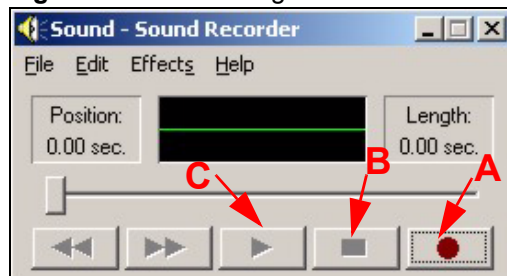 Sound - Sound Recorder
File Edit Effects Help
Position:
0.00 sec.
Length:
0.00 sec.
C
B
A